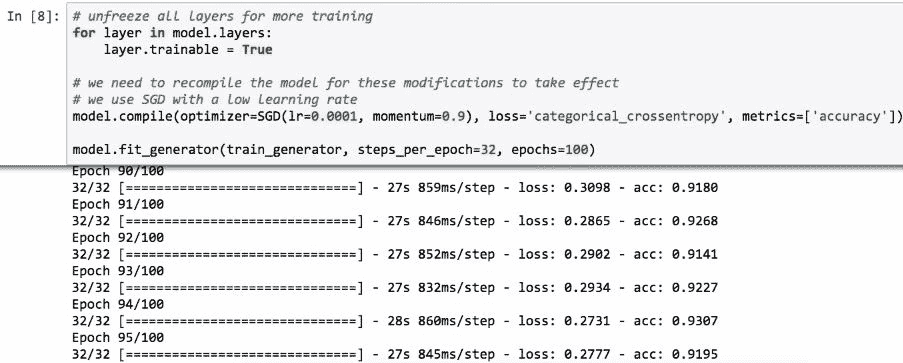 In [8]: # unfreeze all layers for more training
for layer in model.layers:
    layer.trainable = True
# we need to recompile the model for these modifications to take effect
# we use SGD with a low learning rate
model.compile(optimizer=SGD(lr=0.0001, momentum=0.9), loss='categorical_crossentropy', metrics=['accuracy'])
model.fit_generator(train_generator, steps_per_epoch=32, epochs=100)
Epoch 90/100
32/32 [==============================] - 27s 859ms/step - loss: 0.3098 - acc: 0.9180
Epoch 91/100
32/32 [==============================] - 27s 846ms/step - loss: 0.2865 - acc: 0.9268
Epoch 92/100
32/32 [==============================] - 27s 852ms/step - loss: 0.2902 - acc: 0.9141
Epoch 93/100
32/32 [==============================] - 27s 832ms/step - loss: 0.2934 - acc: 0.9227
Epoch 94/100
32/32 [==============================] - 28s 860ms/step - loss: 0.2731 - acc: 0.9307
Epoch 95/100
32/32 [==============================] - 27s 845ms/step - loss: 0.2777 - acc: 0.9195